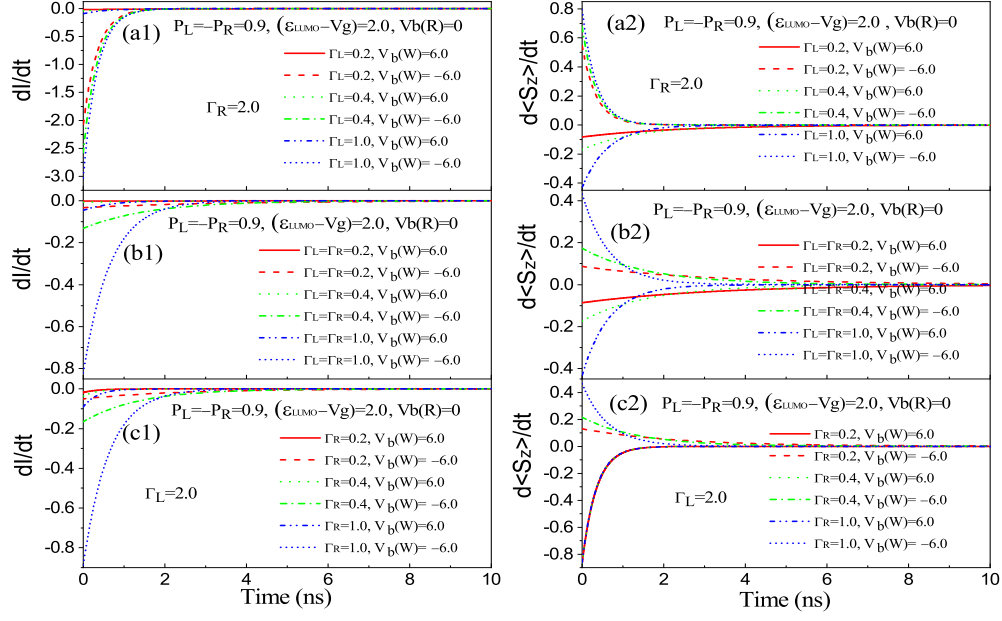 dI/dt
0.0
-0.5
-1.0
-1.5
-2.0
-2.5
-3.0
(a1)
P_L=−P_R=0.9, (ε_LUMO−Vg)=2.0, Vb(R)=0
Γ_L=0.2, V_b(W)=6.0
Γ_L=0.2, V_b(W)= −6.0
Γ_L=0.4, V_b(W)=6.0
Γ_L=0.4, V_b(W)= −6.0
Γ_L=1.0, V_b(W)=6.0
Γ_L=1.0, V_b(W)= −6.0
Γ_R=2.0
0 2 4 6 8 10
d<S_Z>/dt
0.8
0.6
0.4
0.2
0.0
-0.2
-0.4
(a2)
P_L=−P_R=0.9, (ε_LUMO−Vg)=2.0 , Vb(R)=0
Γ_L=0.2, V_b(W)=6.0
Γ_L=0.2, V_b(W)= −6.0
Γ_L=0.4, V_b(W)=6.0
Γ_L=0.4, V_b(W)= −6.0
Γ_L=1.0, V_b(W)=6.0
Γ_L=1.0, V_b(W)= −6.0
Γ_R=2.0
0 2 4 6 8 10
dI/dt
0.0
-0.2
-0.4
-0.6
-0.8
(b1)
P_L=−P_R=0.9, (ε_LUMO−Vg)=2.0, Vb(R)=0
Γ_L=Γ_R=0.2, V_b(W)=6.0
Γ_L=Γ_R=0.2, V_b(W)= −6.0
Γ_L=Γ_R=0.4, V_b(W)=6.0
Γ_L=Γ_R=0.4, V_b(W)= −6.0
Γ_L=Γ_R=1.0, V_b(W)=6.0
Γ_L=Γ_R=1.0, V_b(W)= −6.0
d<S_Z>/dt
0.4
0.2
0.0
-0.2
-0.4
(b2)
P_L=−P_R=0.9, (ε_LUMO−Vg)=2.0, Vb(R)=0
Γ_L=Γ_R=0.2, V_b(W)=6.0
Γ_L=Γ_R=0.2, V_b(W)= −6.0
Γ_L=Γ_R=0.4, V_b(W)=6.0
Γ_L=Γ_R=0.4, V_b(W)= −6.0
Γ_L=Γ_R=1.0, V_b(W)=6.0
Γ_L=Γ_R=1.0, V_b(W)= −6.0
dI/dt
0.0
-0.2
-0.4
-0.6
-0.8
(c1)
P_L=−P_R=0.9, (ε_LUMO−Vg)=2.0, Vb(R)=0
Γ_R=0.2, V_b(W)=6.0
Γ_R=0.2, V_b(W)= −6.0
Γ_R=0.4, V_b(W)=6.0
Γ_R=0.4, V_b(W)= −6.0
Γ_R=1.0, V_b(W)=6.0
Γ_R=1.0, V_b(W)= −6.0
Γ_L=2.0
0 2 4 6 8 10
Time (ns)
d<S_Z>/dt
0.4
0.2
0.0
-0.2
-0.4
-0.6
-0.8
(c2)
P_L=−P_R=0.9, (ε_LUMO−Vg)=2.0, Vb(R)=0
Γ_R=0.2, V_b(W)=6.0
Γ_R=0.2, V_b(W)= −6.0
Γ_R=0.4, V_b(W)=6.0
Γ_R=0.4, V_b(W)= −6.0
Γ_R=1.0, V_b(W)=6.0
Γ_R=1.0, V_b(W)= −6.0
Γ_L=2.0
0 2 4 6 8 10
Time (ns)